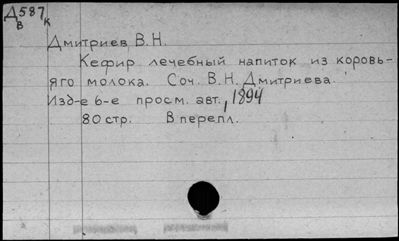 Д587
В К
Дмитриев В.Н.
Кефир лечебный напиток из коровь-
яго молока. Соч. В.Н. Дмитриева.
Изд-е 6-е просм. авт., 1894
80 стр. В перепл.